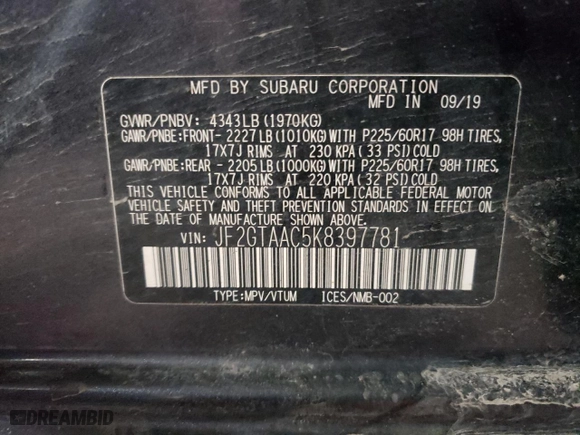 MFD BY SUBARU CORPORATION
MFD IN 09/19
GVWR/PNBV: 4343LB (1970KG)
GAWR/PNBE:FRONT- 2227LB (1010KG) WITH P225/60R17 98H TIRES,
17X7J RIMS AT 230 KPA (33 PSI) COLD
GAWR/PNBE:REAR - 2205LB (1000KG) WITH P225/60R17 98H TIRES,
17X7J RIMS AT 220 KPA (32 PSI) COLD
THIS VEHICLE CONFORMS TO ALL APPLICABLE FEDERAL MOTOR
VEHICLE SAFETY AND THEFT PREVENTION STANDARDS IN EFFECT
ON THE DATE OF MANUFACTURE SHOWN ABOVE.
VIN: JF2GTAAC5K8397781
TYPE:MPV/VTUM ICES/NMB-002
DREAMBID